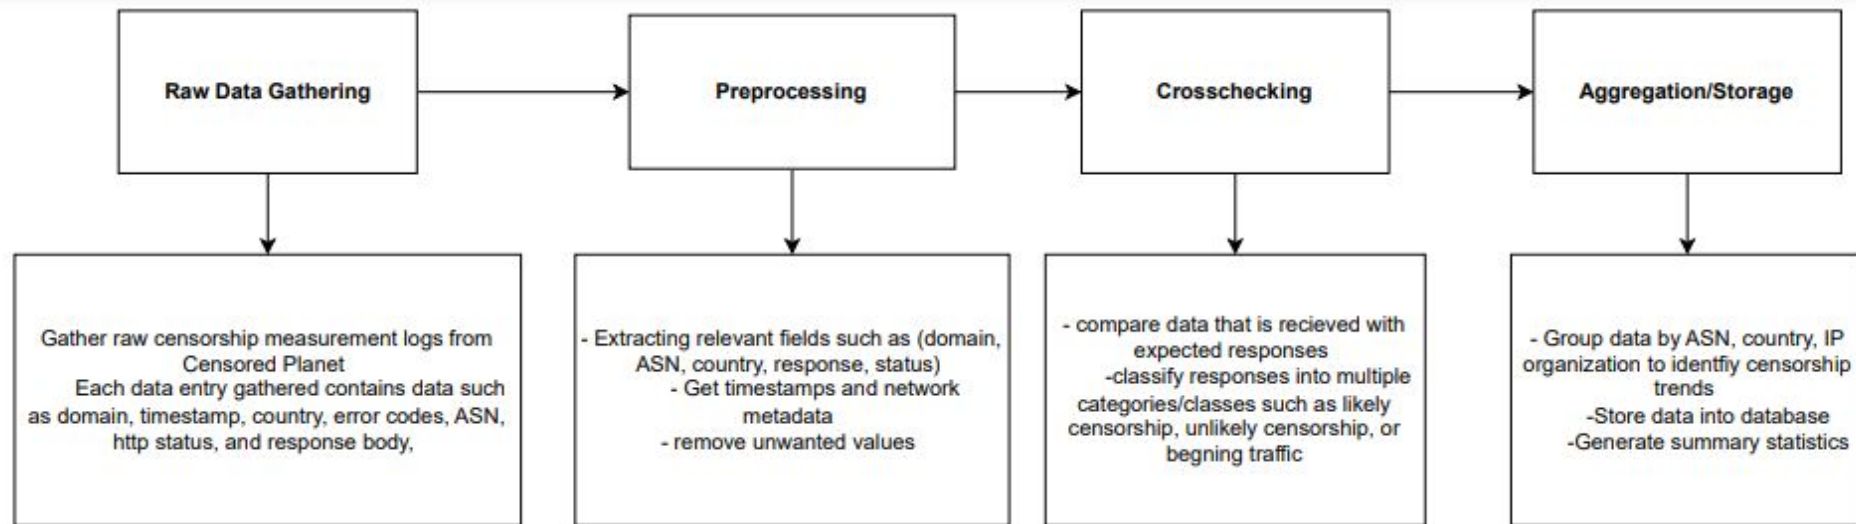 Raw Data Gathering
Preprocessing
Crosschecking
Aggregation/Storage
Gather raw censorship measurement logs from
Censored Planet
Each data entry gathered contains data such
as domain, timestamp, country, error codes, ASN,
http status, and response body,
- Extracting relevant fields such as (domain,
ASN, country, response, status)
- Get timestamps and network
metadata
- remove unwanted values
- compare data that is recieved with
expected responses
-classify responses into multiple
categories/classes such as likely
censorship, unlikely censorship, or
begning traffic
- Group data by ASN, country, IP
organization to identfiy censorship
trends
-Store data into database
-Generate summary statistics